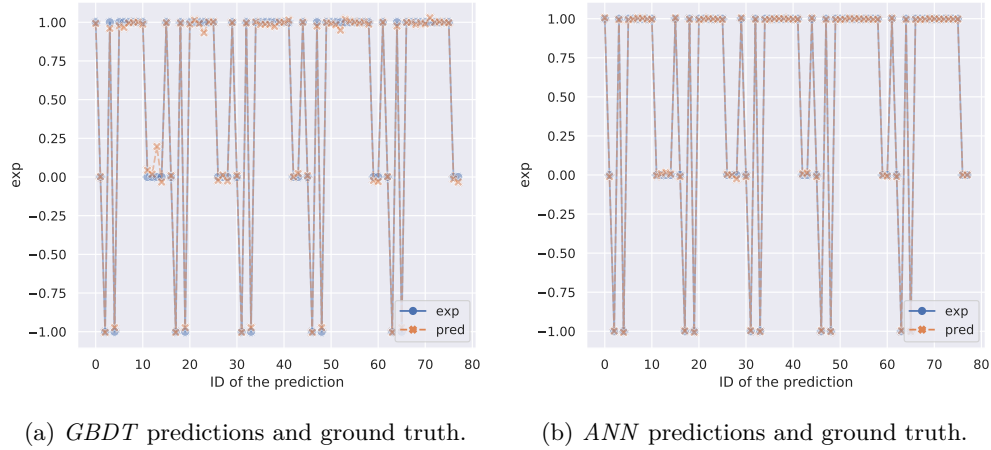 1.00
0.75
0.50
0.25
0.00
−0.25
−0.50
−0.75
−1.00
exp
0 10 20 30 40 50 60 70 80
ID of the prediction
exp
pred
(a) GBDT predictions and ground truth.
1.00
0.75
0.50
0.25
0.00
−0.25
−0.50
−0.75
−1.00
exp
0 10 20 30 40 50 60 70 80
ID of the prediction
exp
pred
(b) ANN predictions and ground truth.